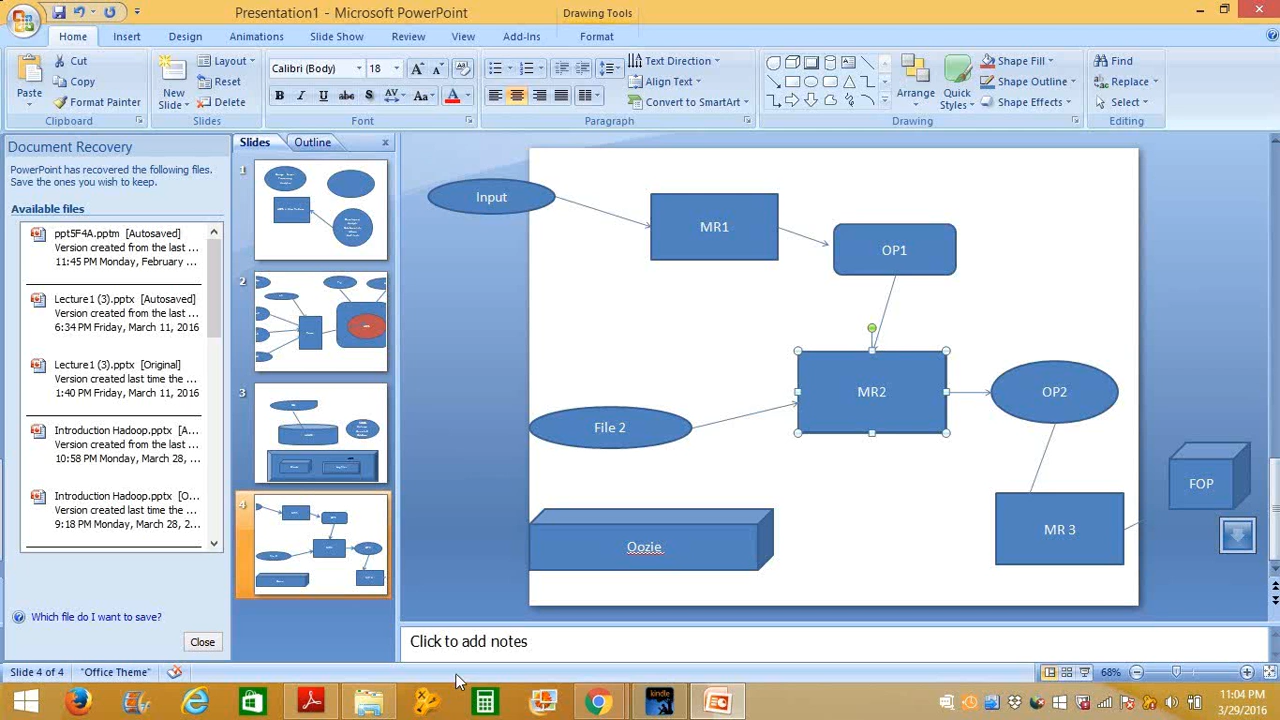 Presentation1 - Microsoft PowerPoint
Drawing Tools
Home
Insert
Design
Animations
Slide Show
Review
View
Add-Ins
Format
Paste
Cut
Copy
Format Painter
Clipboard
New
Slide
Layout
Reset
Delete
Slides
Calibri (Body)
18
B I U abc S AV Aa A
Font
Text Direction
Align Text
Convert to SmartArt
Paragraph
Arrange
Quick
Styles
Shape Fill
Shape Outline
Shape Effects
Drawing
Find
Replace
Select
Editing
Document Recovery
PowerPoint has recovered the following files.
Save the ones you wish to keep.
Available files
ppt5F4A.pptm [Autosaved]
Version created from the last ...
11:45 PM Monday, February ...
Lecture1 (3).pptx [Autosaved]
Version created from the last ...
6:34 PM Friday, March 11, 2016
Lecture1 (3).pptx [Original]
Version created last time the ...
1:40 PM Friday, March 11, 2016
Introduction Hadoop.pptx [A...
Version created from the last ...
10:58 PM Monday, March 28, ...
Introduction Hadoop.pptx [O...
Version created last time the ...
9:18 PM Monday, March 28, 2...
Which file do I want to save?
Close
Slides
Outline
1
2
3
4
Input
MR1
OP1
MR2
OP2
File 2
FOP
MR 3
Oozie
Click to add notes
Slide 4 of 4
"Office Theme"
68%
kindle
11:04 PM
3/29/2016